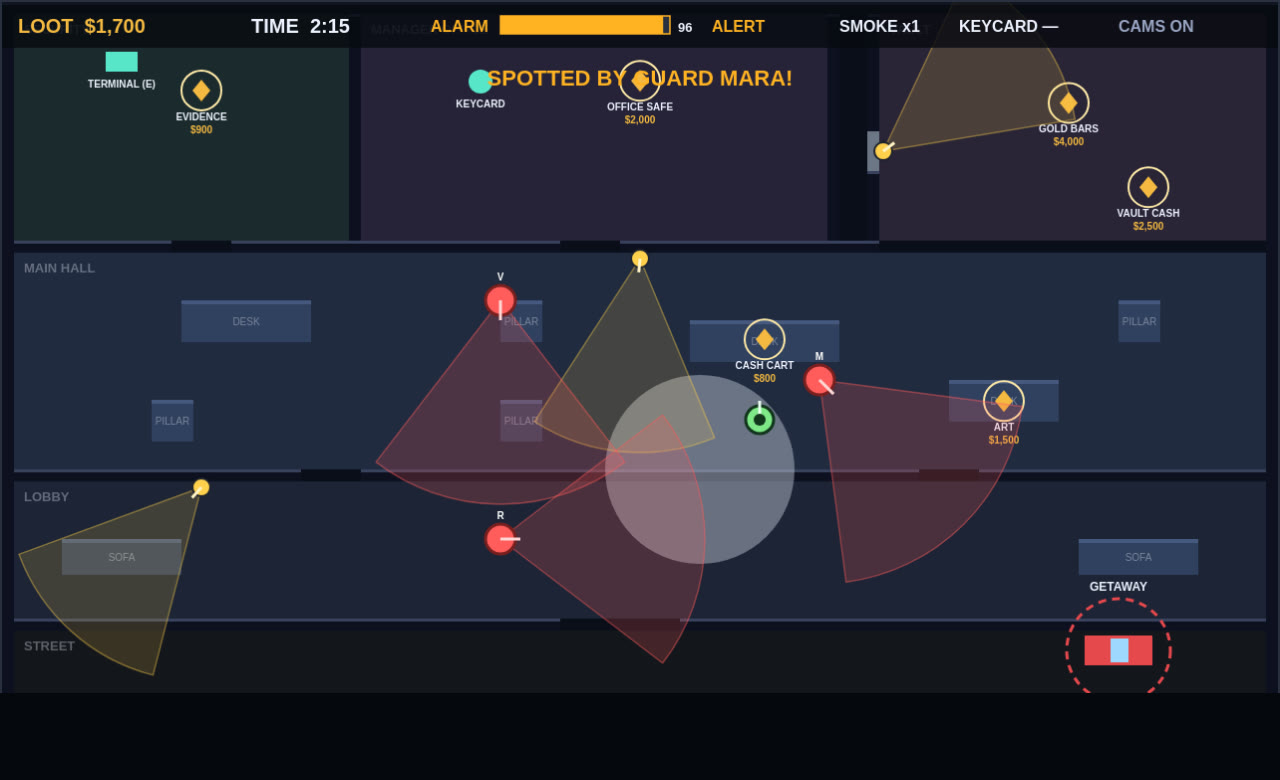 LOOT $1,700 TIME 2:15 ALARM 96 ALERT SMOKE x1 KEYCARD — CAMS ON
SPOTTED BY GUARD MARA!
TERMINAL (E)
EVIDENCE
$900
KEYCARD
OFFICE SAFE
$2,000
GOLD BARS
$4,000
VAULT CASH
$2,500
MAIN HALL
V
DESK
PILLAR
PILLAR
CASH CART
$800
M
PILLAR
PILLAR
ART
$1,500
LOBBY
R
SOFA
SOFA
GETAWAY
STREET